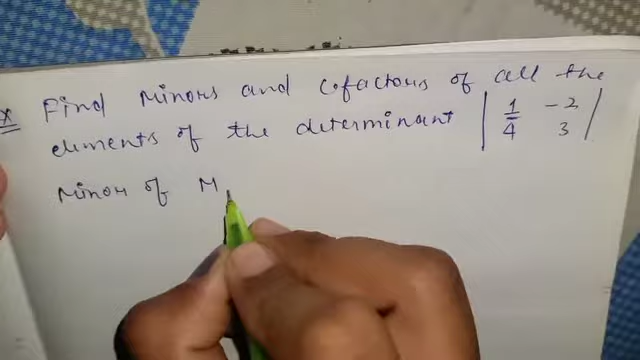 * Find Minors and Cofactors of all the
elements of the determinant | 1 -2 |
| 4 3 |
Minor of M